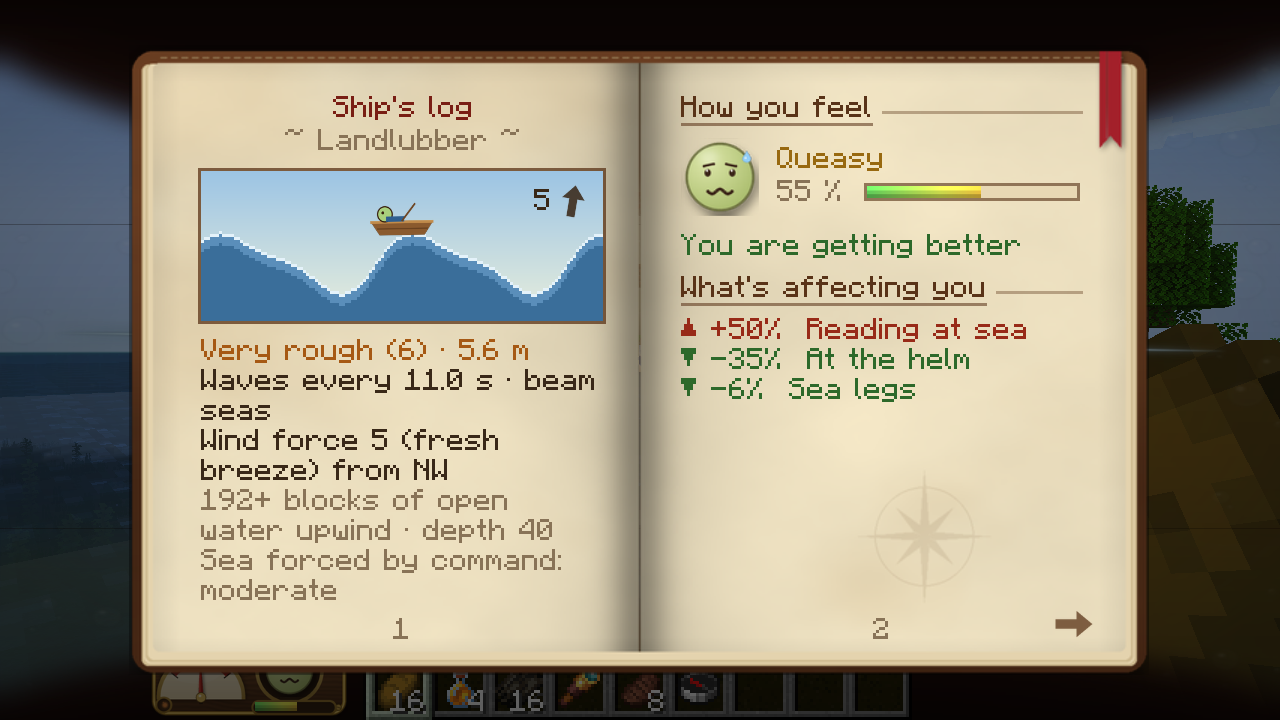 Ship's log
~ Landlubber ~
5
Very rough (6) · 5.6 m
Waves every 11.0 s · beam
seas
Wind force 5 (fresh
breeze) from NW
192+ blocks of open
water upwind · depth 40
Sea forced by command:
moderate
1
How you feel
Queasy
55 %
You are getting better
What's affecting you
+50% Reading at sea
-35% At the helm
-6% Sea legs
2
16 4 16 8